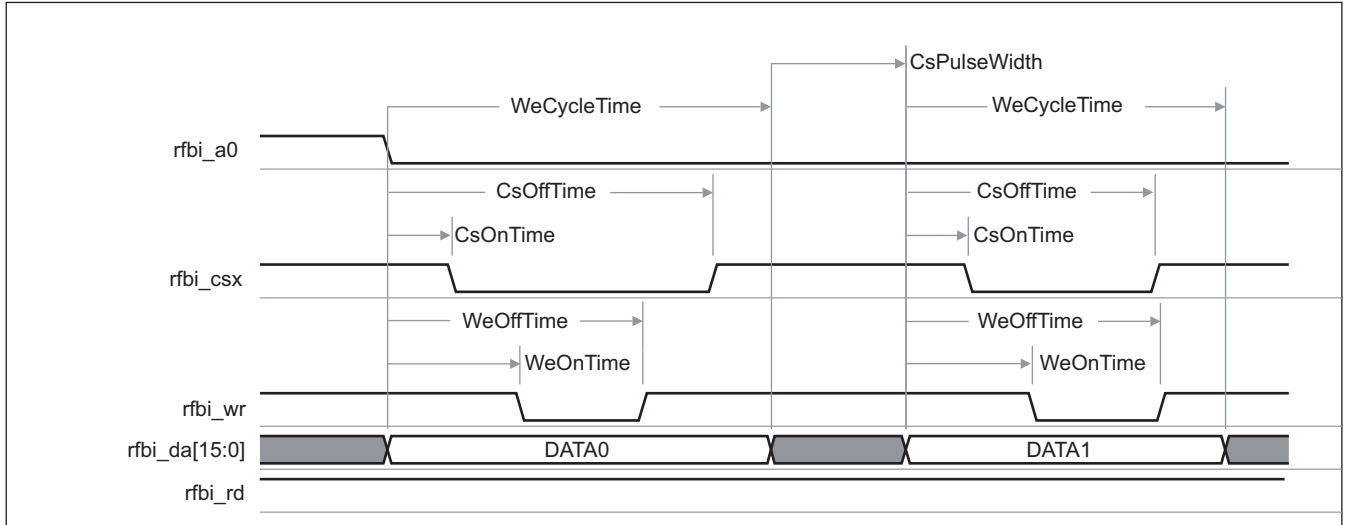 CsPulseWidth
WeCycleTime WeCycleTime
rfbi_a0
CsOffTime CsOffTime
CsOnTime CsOnTime
rfbi_csx
WeOffTime WeOffTime
WeOnTime WeOnTime
rfbi_wr
rfbi_da[15:0] DATA0 DATA1
rfbi_rd